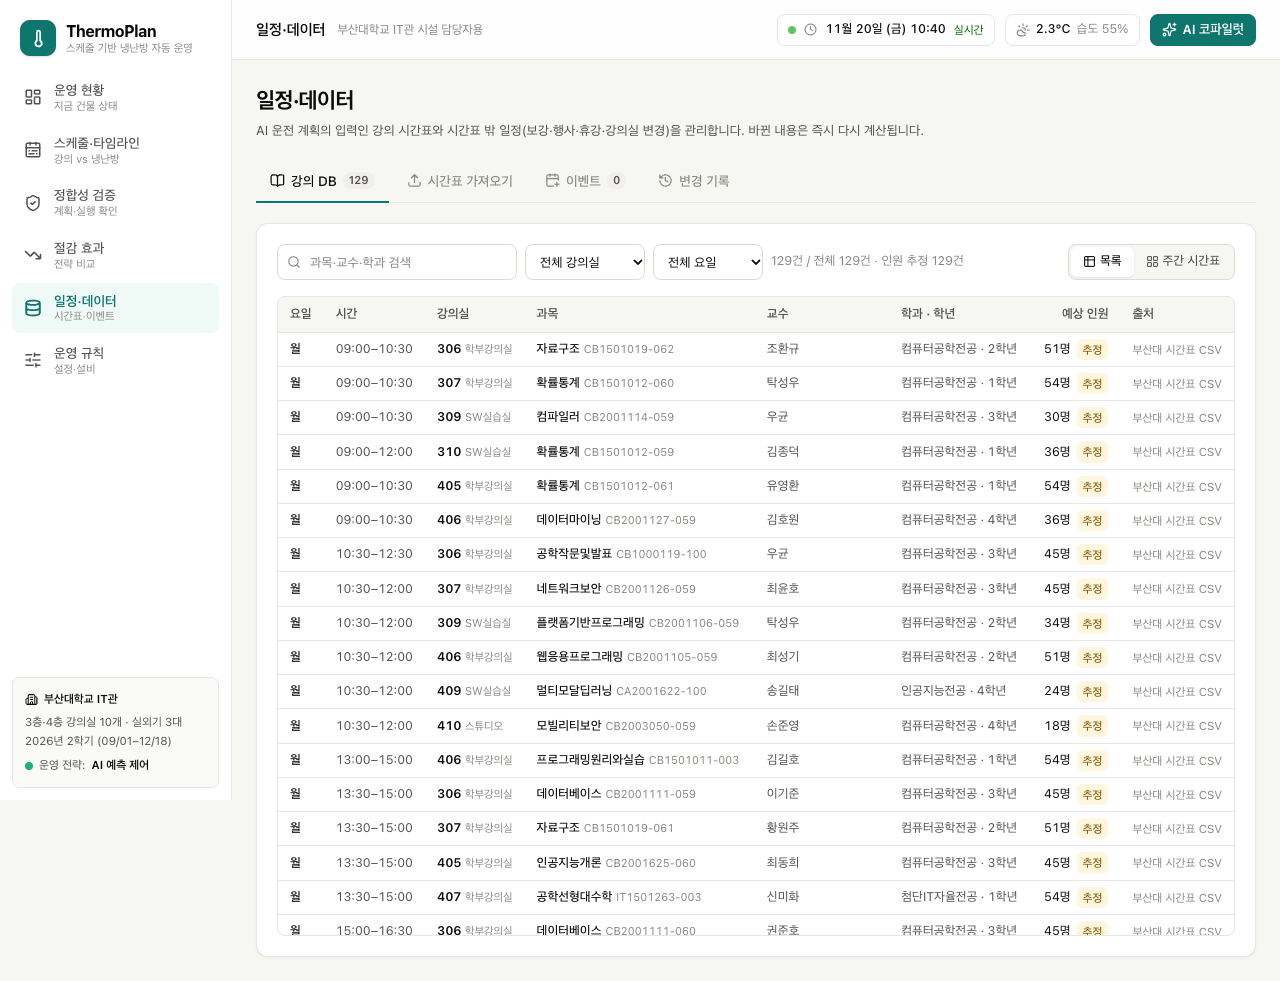 ThermoPlan
스케줄 기반 냉난방 자동 운영
운영 현황
지금 건물 상태
스케줄·타임라인
강의 vs 냉난방
정합성 검증
계획·실행 확인
절감 효과
전략 비교
일정·데이터
시간표·이벤트
운영 규칙
설정·설비
부산대학교 IT관
3층·4층 강의실 10개 · 실외기 3대
2026년 2학기 (09/01–12/18)
운영 전략: AI 예측 제어
일정·데이터 부산대학교 IT관 시설 담당자용
11월 20일 (금) 10:40 실시간
2.3°C 습도 55%
AI 코파일럿
일정·데이터
AI 운전 계획의 입력인 강의 시간표와 시간표 밖 일정(보강·행사·휴강·강의실 변경)을 관리합니다. 바뀐 내용은 즉시 다시 계산됩니다.
강의 DB 129 시간표 가져오기 이벤트 0 변경 기록
과목·교수·학과 검색 전체 강의실 전체 요일 129건 / 전체 129건 · 인원 추정 129건 목록 주간 시간표
요일 시간 강의실 과목 교수 학과 · 학년 예상 인원 출처
월 09:00–10:30 306 학부강의실 자료구조 CB1501019-062 조환규 컴퓨터공학전공 · 2학년 51명 추정 부산대 시간표 CSV
월 09:00–10:30 307 학부강의실 확률통계 CB1501012-060 탁성우 컴퓨터공학전공 · 1학년 54명 추정 부산대 시간표 CSV
월 09:00–10:30 309 SW실습실 컴파일러 CB2001114-059 우균 컴퓨터공학전공 · 3학년 30명 추정 부산대 시간표 CSV
월 09:00–12:00 310 SW실습실 확률통계 CB1501012-059 김종덕 컴퓨터공학전공 · 1학년 36명 추정 부산대 시간표 CSV
월 09:00–10:30 405 학부강의실 확률통계 CB1501012-061 유영환 컴퓨터공학전공 · 1학년 54명 추정 부산대 시간표 CSV
월 09:00–10:30 406 학부강의실 데이터마이닝 CB2001127-059 김호원 컴퓨터공학전공 · 4학년 36명 추정 부산대 시간표 CSV
월 10:30–12:30 306 학부강의실 공학작문및발표 CB1000119-100 우균 컴퓨터공학전공 · 3학년 45명 추정 부산대 시간표 CSV
월 10:30–12:00 307 학부강의실 네트워크보안 CB2001126-059 최윤호 컴퓨터공학전공 · 3학년 45명 추정 부산대 시간표 CSV
월 10:30–12:00 309 SW실습실 플랫폼기반프로그래밍 CB2001106-059 탁성우 컴퓨터공학전공 · 2학년 34명 추정 부산대 시간표 CSV
월 10:30–12:00 406 학부강의실 웹응용프로그래밍 CB2001105-059 최성기 컴퓨터공학전공 · 2학년 51명 추정 부산대 시간표 CSV
월 10:30–12:00 409 SW실습실 멀티모달딥러닝 CA2001622-100 송길태 인공지능전공 · 4학년 24명 추정 부산대 시간표 CSV
월 10:30–12:00 410 스튜디오 모빌리티보안 CB2003050-059 손준영 컴퓨터공학전공 · 4학년 18명 추정 부산대 시간표 CSV
월 13:00–15:00 406 학부강의실 프로그래밍원리와실습 CB1501011-003 김길호 컴퓨터공학전공 · 1학년 54명 추정 부산대 시간표 CSV
월 13:30–15:00 306 학부강의실 데이터베이스 CB2001111-059 이기준 컴퓨터공학전공 · 3학년 45명 추정 부산대 시간표 CSV
월 13:30–15:00 307 학부강의실 자료구조 CB1501019-061 황원주 컴퓨터공학전공 · 2학년 51명 추정 부산대 시간표 CSV
월 13:30–15:00 405 학부강의실 인공지능개론 CB2001625-060 최동희 컴퓨터공학전공 · 3학년 45명 추정 부산대 시간표 CSV
월 13:30–15:00 407 학부강의실 공학선형대수학 IT1501263-003 신미화 첨단IT자율전공 · 1학년 54명 추정 부산대 시간표 CSV
월 15:00–16:30 306 학부강의실 데이터베이스 CB2001111-060 권준호 컴퓨터공학전공 · 3학년 45명 추정 부산대 시간표 CSV